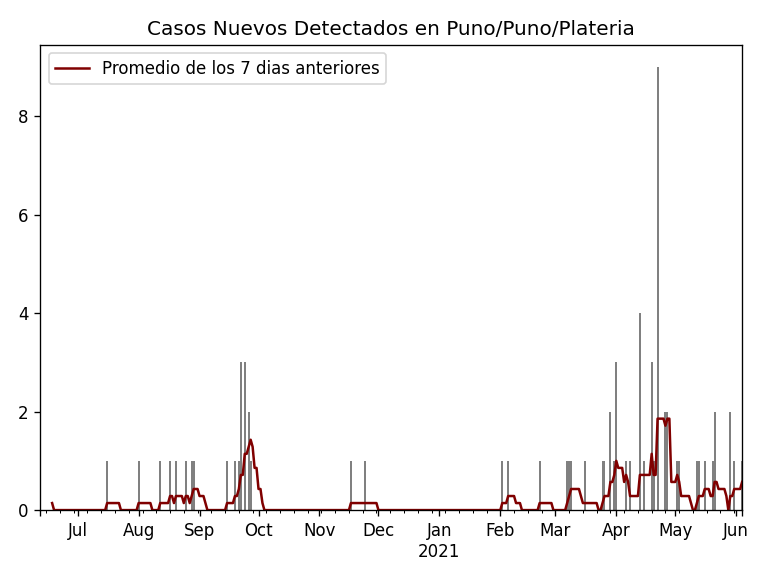 Casos Nuevos Detectados en Puno/Puno/Plateria
Promedio de los 7 dias anteriores
8
6
4
2
0
Jul Aug Sep Oct Nov Dec Jan Feb Mar Apr May Jun
2021